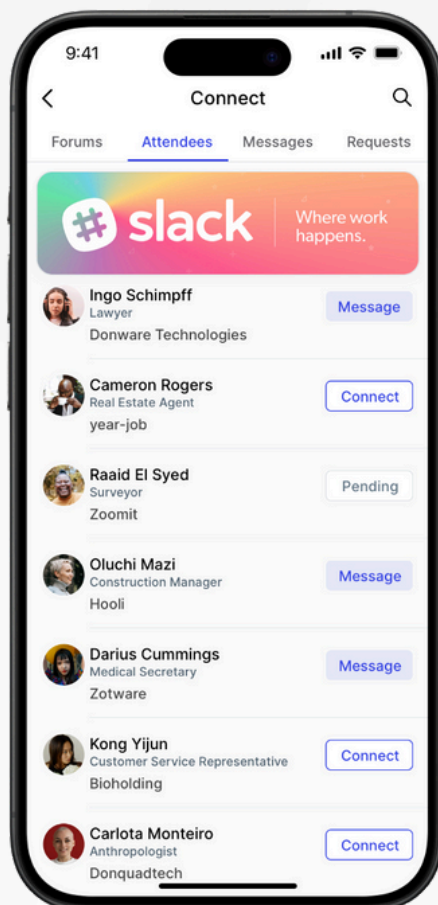 9:41
Connect
Forums Attendees Messages Requests
slack
Where work
happens.
Ingo Schimpff
Lawyer
Donware Technologies
Message
Cameron Rogers
Real Estate Agent
year-job
Connect
Raaid El Syed
Surveyor
Zoomit
Pending
Oluchi Mazi
Construction Manager
Hooli
Message
Darius Cummings
Medical Secretary
Zotware
Message
Kong Yijun
Customer Service Representative
Bioholding
Connect
Carlota Monteiro
Anthropologist
Donquadtech
Connect